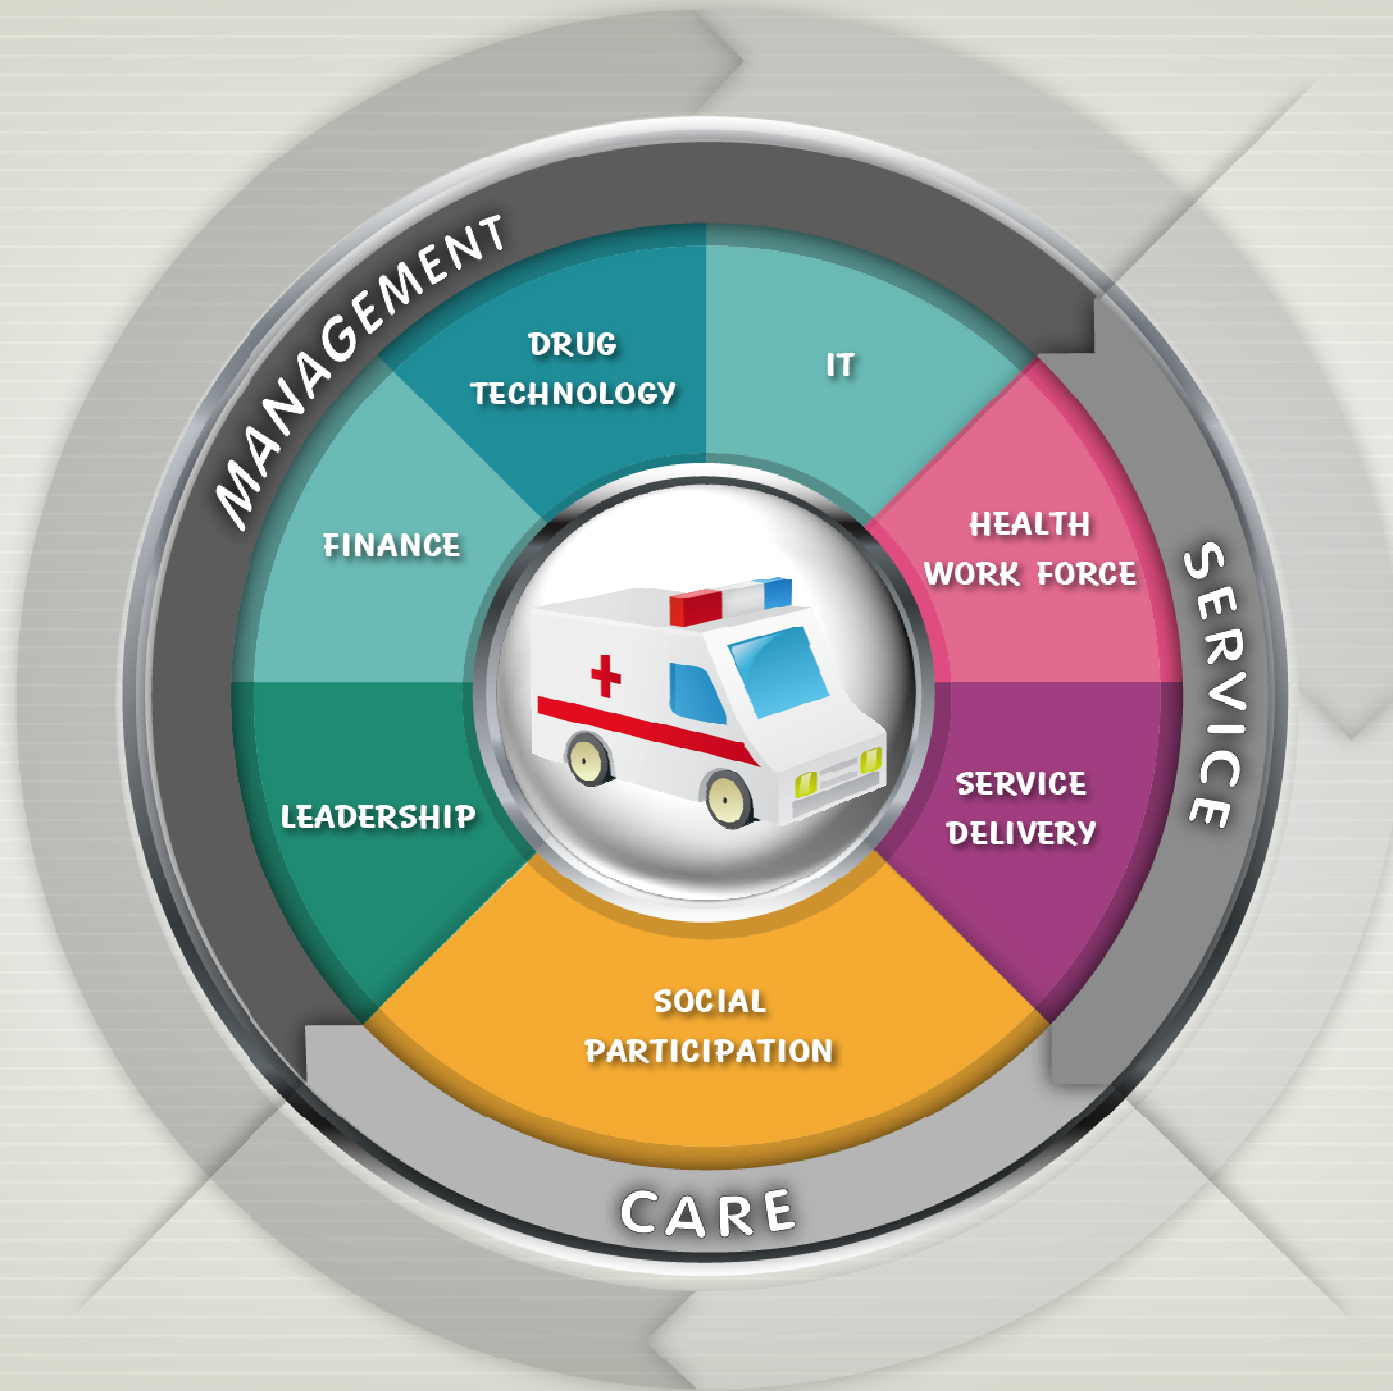 MANAGEMENT
DRUG
TECHNOLOGY
IT
FINANCE
HEALTH
WORK FORCE
SERVICE
LEADERSHIP
SERVICE
DELIVERY
SOCIAL
PARTICIPATION
CARE